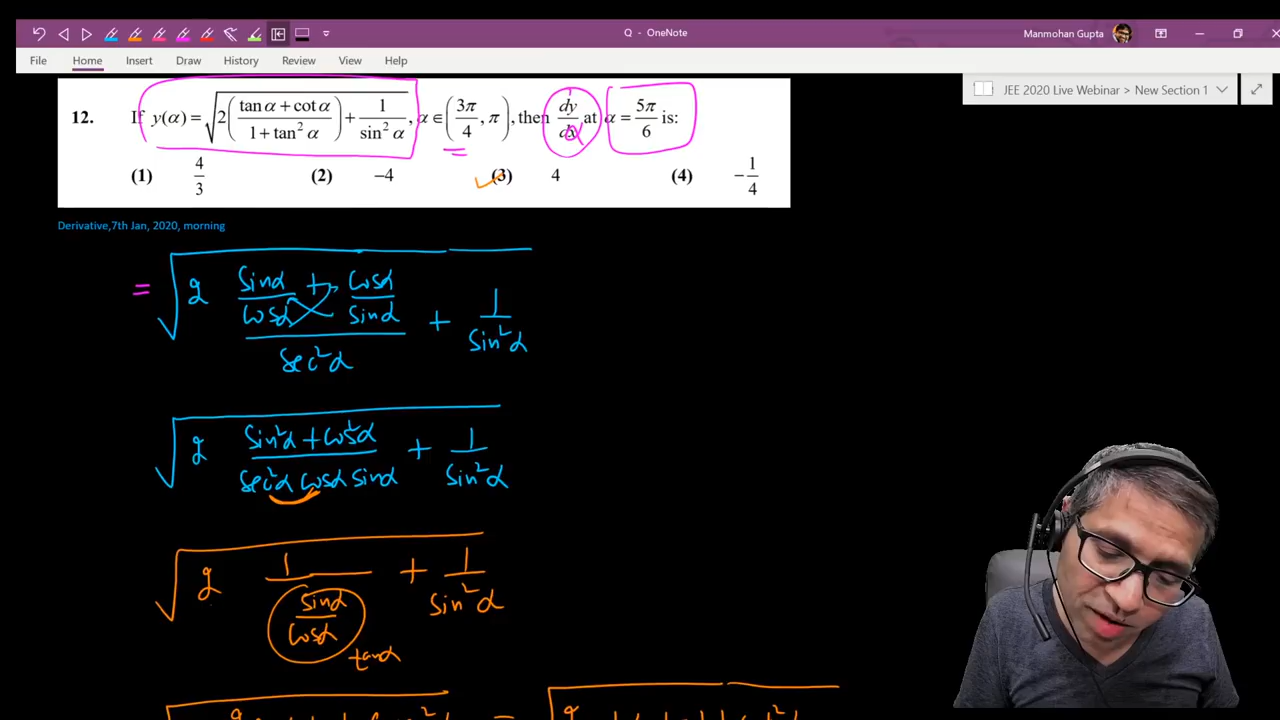 Q - OneNote
Manmohan Gupta
File Home Insert Draw History Review View Help
JEE 2020 Live Webinar > New Section 1
12. If y(α) = √(2((tan α + cot α)/(1 + tan² α)) + 1/sin² α), α ∈ (3π/4, π), then dy/dα at α = 5π/6 is:
(1) 4/3 (2) −4 (3) 4 (4) −1/4
Derivative,7th Jan, 2020, morning
= √(2 (sinα/cosα + cosα/sinα)/sec²α + 1/sin²α)
√(2 (sin²α + cos²α)/(sec²α cosα sinα) + 1/sin²α)
√(2 1/(sinα/cosα) + 1/sin²α)
tanα
=